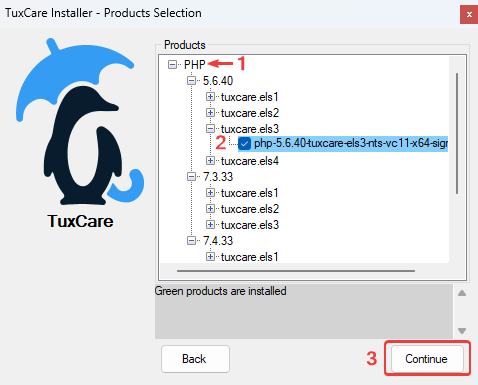 TuxCare Installer - Products Selection
x
Products
PHP 1
5.6.40
tuxcare.els1
tuxcare.els2
tuxcare.els3
2 php-5.6.40-tuxcare-els3-nts-vc11-x64-sign
tuxcare.els4
7.3.33
tuxcare.els1
tuxcare.els2
tuxcare.els3
7.4.33
tuxcare.els1
TuxCare
Green products are installed
Back
3 Continue